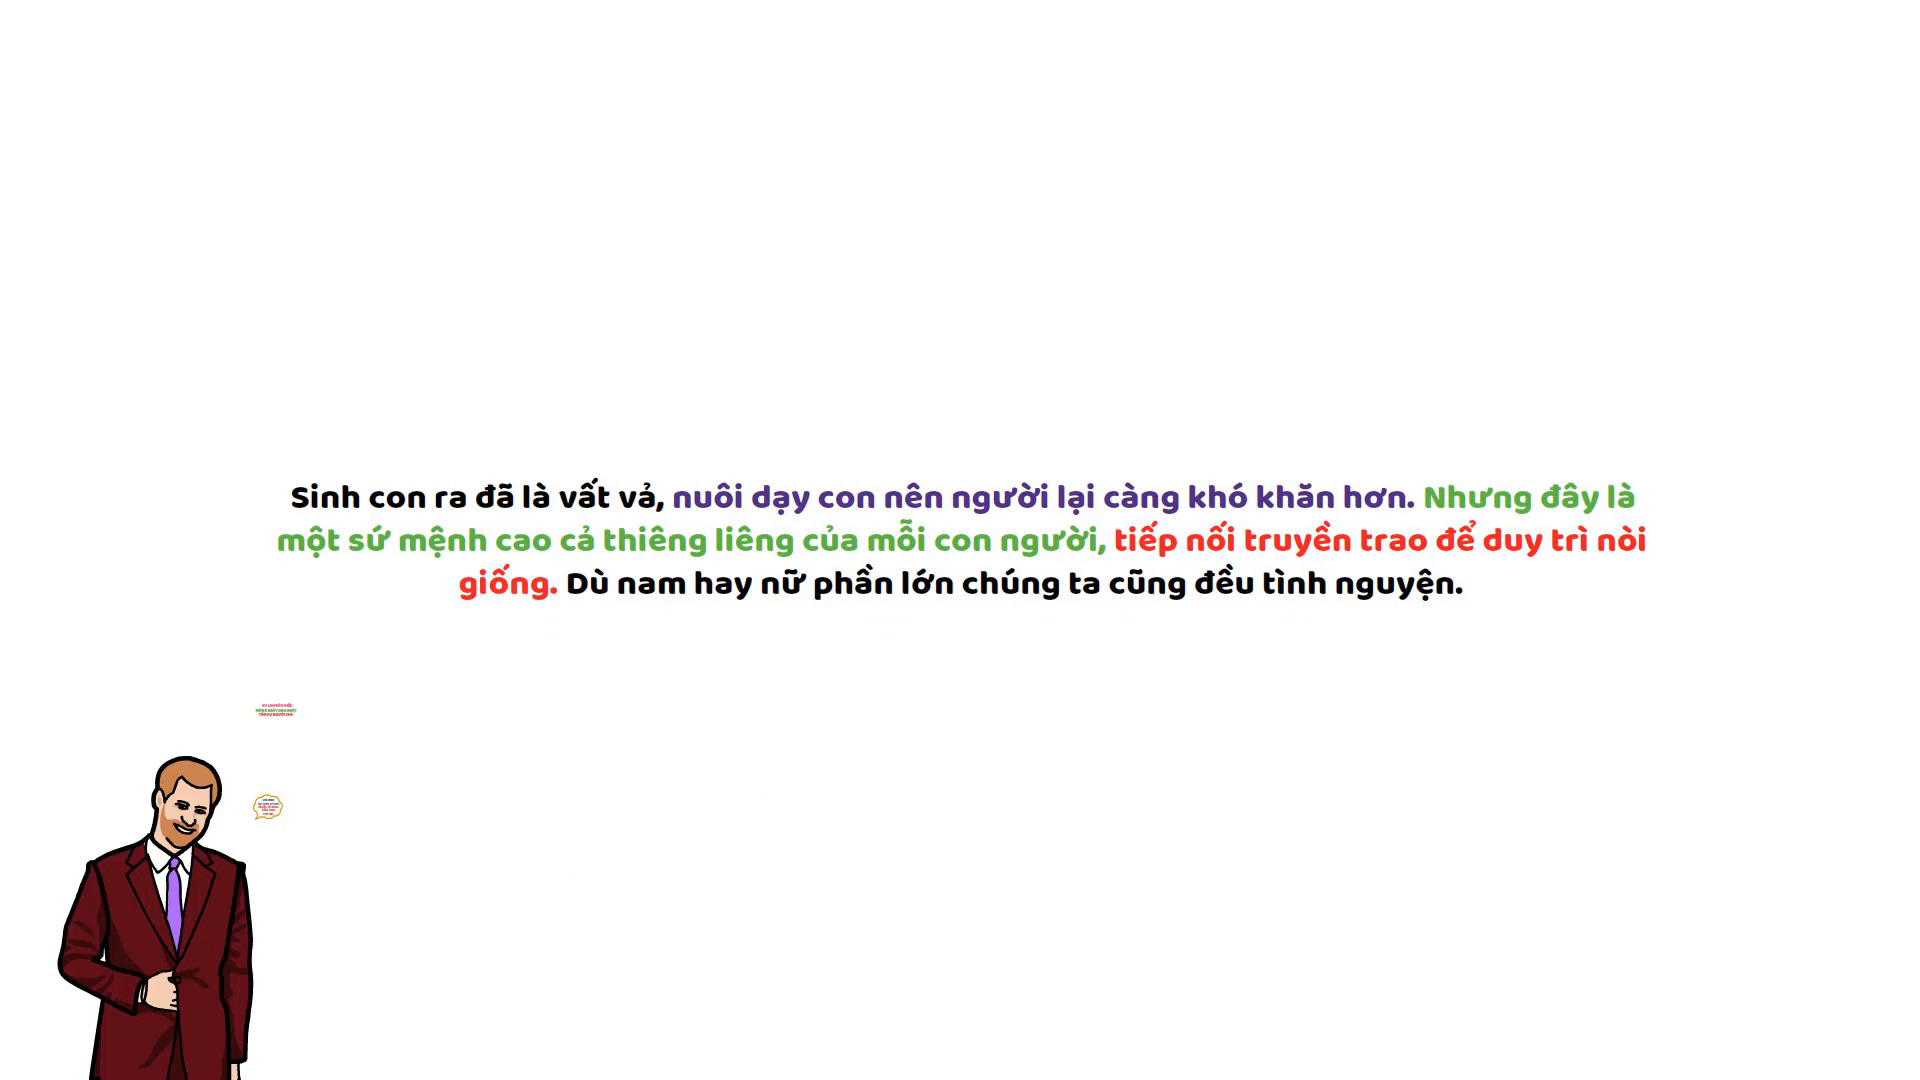 Sinh con ra đã là vất vả, nuôi dạy con nên người lại càng khó khăn hơn. Nhưng đây là
một sứ mệnh cao cả thiêng liêng của mỗi con người, tiếp nối truyền trao để duy trì nòi
giống. Dù nam hay nữ phần lớn chúng ta cũng đều tình nguyện.